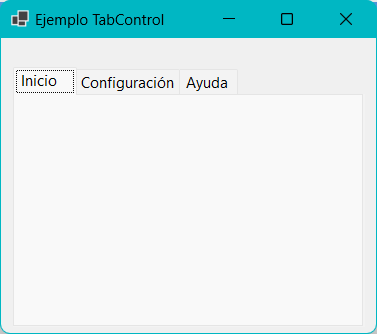 Ejemplo TabControl
Inicio Configuración Ayuda